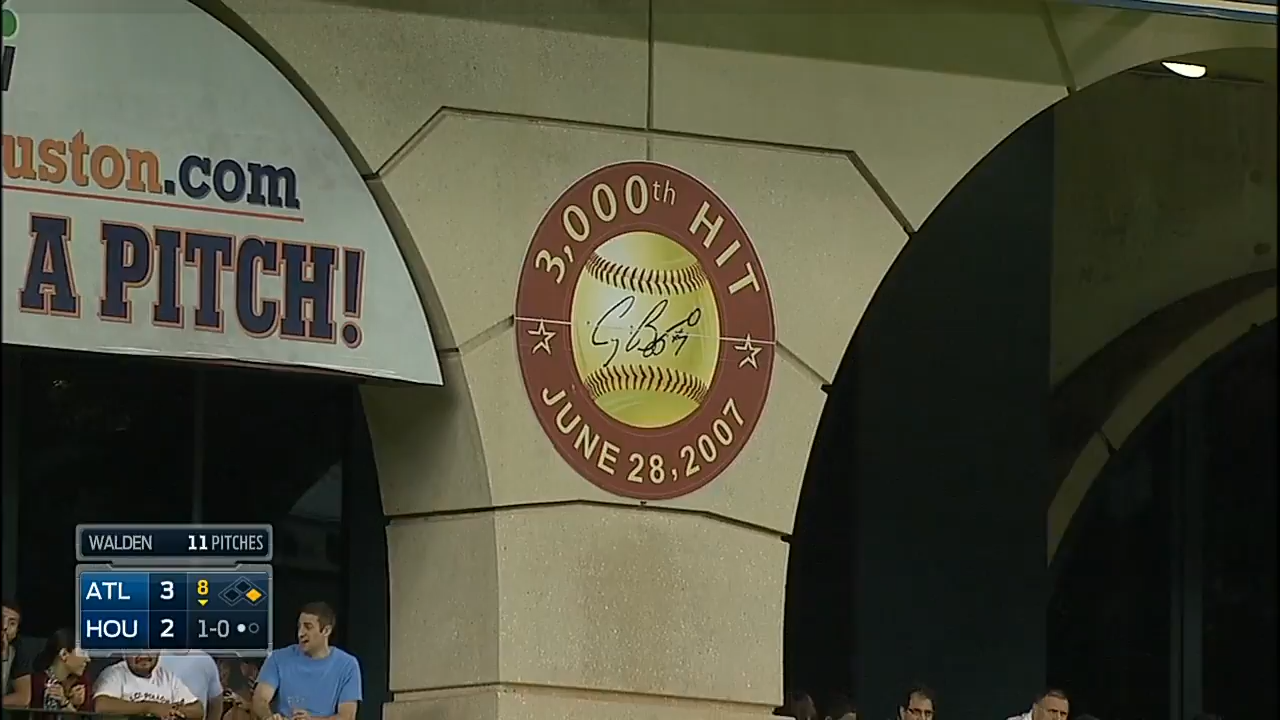 uston.com
A PITCH!
3,000th HIT
JUNE 28, 2007
WALDEN 11 PITCHES
ATL 3 8
HOU 2 1-0